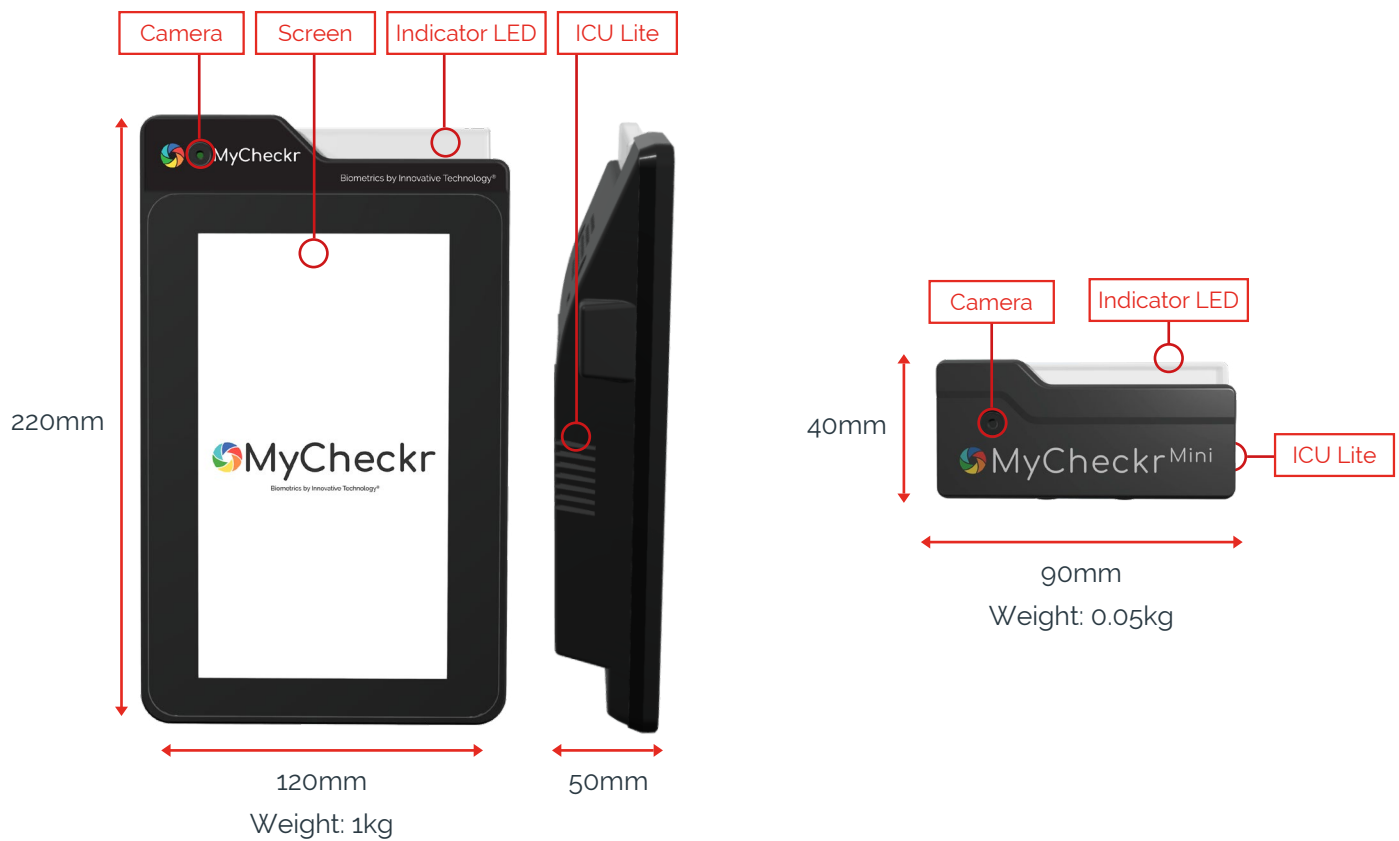 Camera
Screen
Indicator LED
ICU Lite
MyCheckr
Biometrics by Innovative Technology®
220mm
MyCheckr
Biometrics by Innovative Technology®
120mm
Weight: 1kg
50mm
Camera
Indicator LED
40mm
MyCheckr Mini
ICU Lite
90mm
Weight: 0.05kg